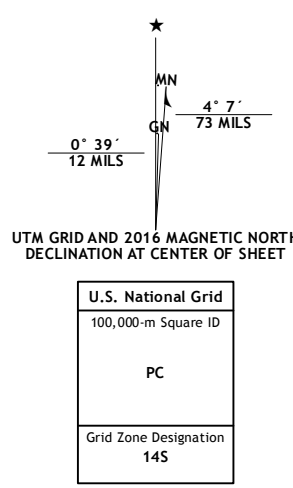 ★
MN
GN
4° 7´
73 MILS
0° 39´
12 MILS
UTM GRID AND 2016 MAGNETIC NORTH
DECLINATION AT CENTER OF SHEET
U.S. National Grid
100,000-m Square ID
PC
Grid Zone Designation
14S